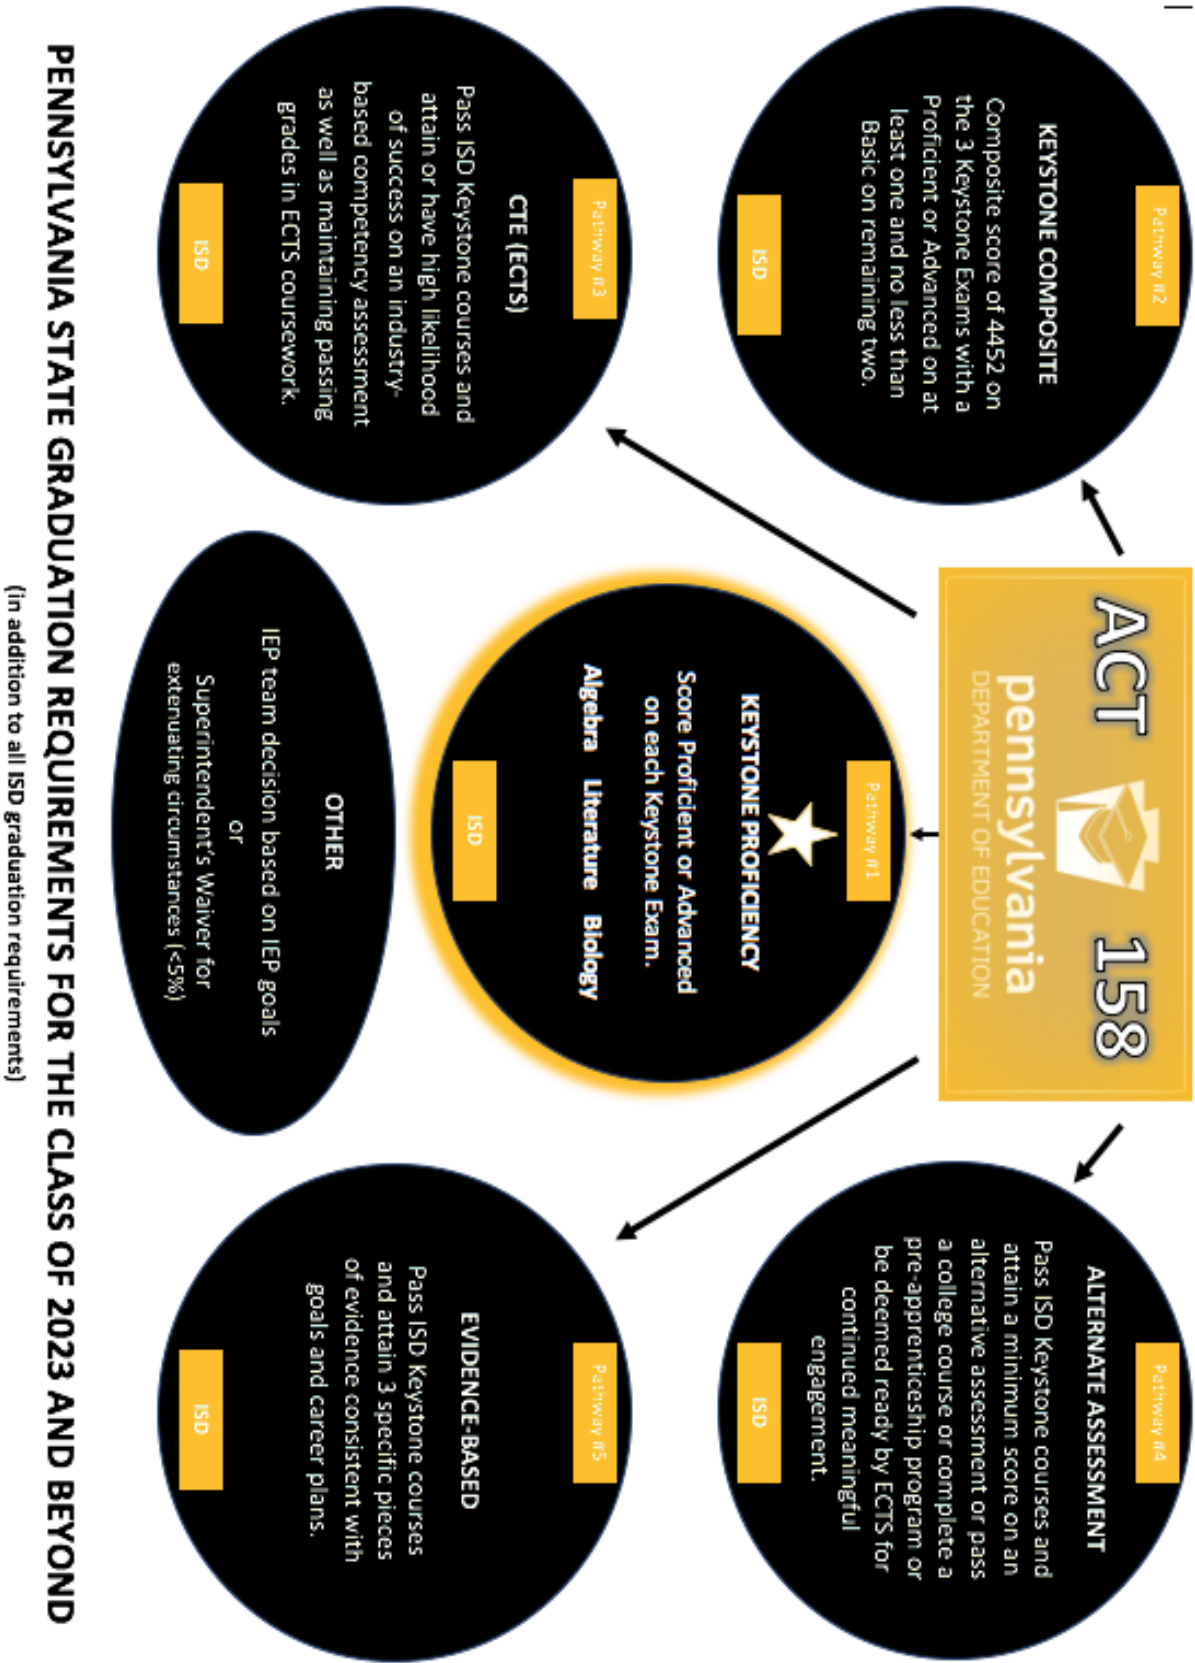 ACT 158
pennsylvania
DEPARTMENT OF EDUCATION
Pathway #1
KEYSTONE PROFICIENCY
Score Proficient or Advanced
on each Keystone Exam.
Algebra Literature Biology
ISD
Pathway #2
KEYSTONE COMPOSITE
Composite score of 4452 on
the 3 Keystone Exams with a
Proficient or Advanced on at
least one and no less than
Basic on remaining two.
ISD
Pathway #3
CTE (ECTS)
Pass ISD Keystone courses and
attain or have high likelihood
of success on an industry-
based competency assessment
as well as maintaining passing
grades in ECTS coursework.
ISD
Pathway #4
ALTERNATE ASSESSMENT
Pass ISD Keystone courses and
attain a minimum score on an
alternative assessment or pass
a college course or complete a
pre-apprenticeship program or
be deemed ready by ECTS for
continued meaningful
engagement.
ISD
Pathway #5
EVIDENCE-BASED
Pass ISD Keystone courses
and attain 3 specific pieces
of evidence consistent with
goals and career plans.
ISD
OTHER
IEP team decision based on IEP goals
or
Superintendent's Waiver for
extenuating circumstances (<5%)
PENNSYLVANIA STATE GRADUATION REQUIREMENTS FOR THE CLASS OF 2023 AND BEYOND
(in addition to all ISD graduation requirements)